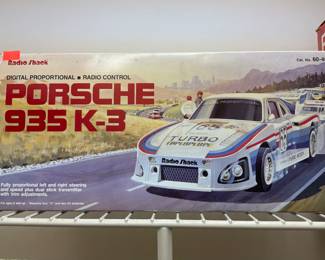 Radio Shack
Cat. No. 60-
DIGITAL PROPORTIONAL ■ RADIO CONTROL
PORSCHE
935 K-3
TURBO
Radio Shack
Fully proportional left and right steering
and speed plus dual stick transmitter
with trim adjustments.